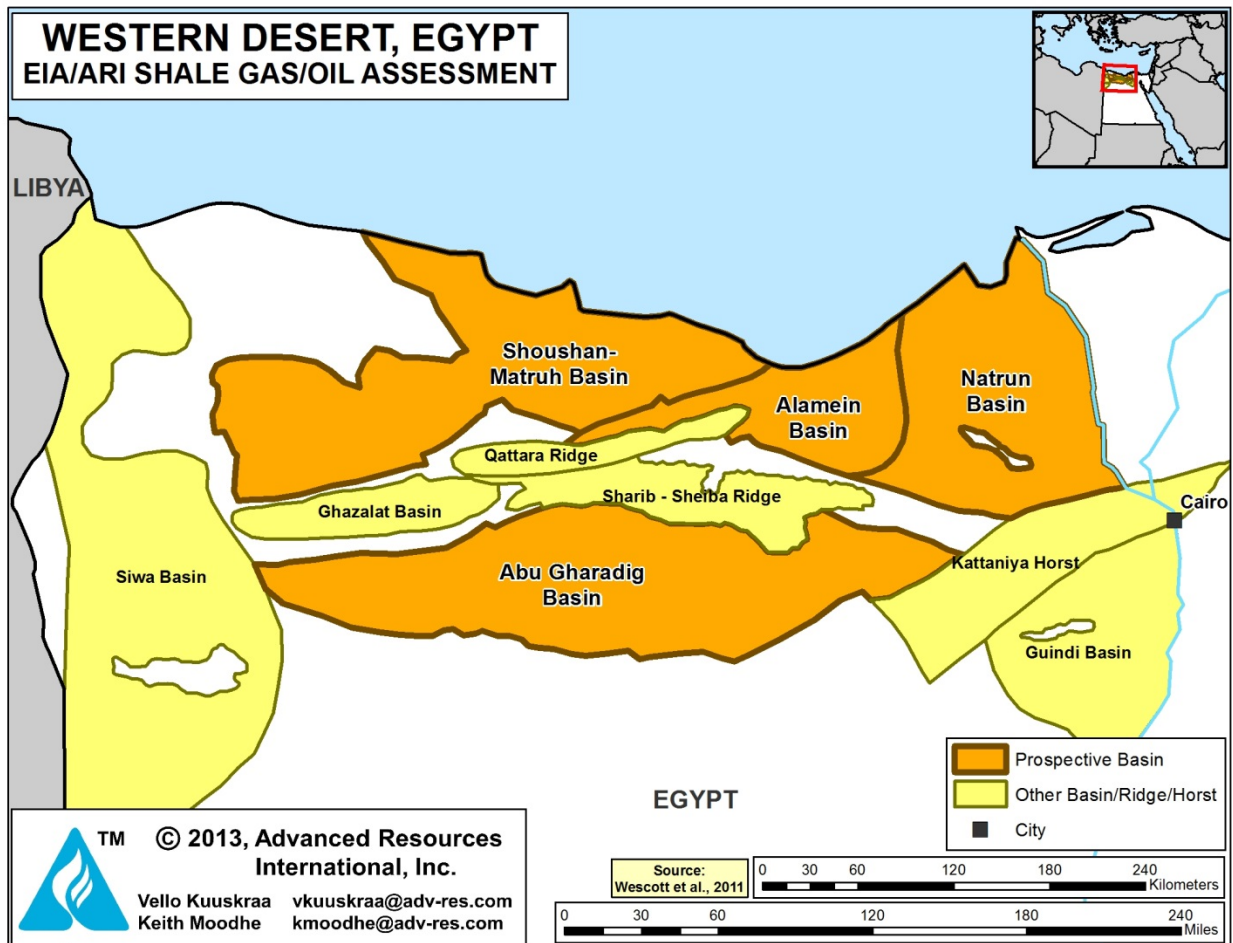 WESTERN DESERT, EGYPT
EIA/ARI SHALE GAS/OIL ASSESSMENT
LIBYA
Shoushan-
Matruh Basin
Alamein
Basin
Natrun
Basin
Qattara Ridge
Sharib - Sheiba Ridge
Ghazalat Basin
Cairo
Siwa Basin
Abu Gharadig
Basin
Kattaniya Horst
Guindi Basin
EGYPT
Prospective Basin
Other Basin/Ridge/Horst
City
TM
© 2013, Advanced Resources
International, Inc.
Vello Kuuskraa vkuuskraa@adv-res.com
Keith Moodhe kmoodhe@adv-res.com
Source:
Wescott et al., 2011
0 30 60 120 180 240
Kilometers
0 30 60 120 180 240
Miles